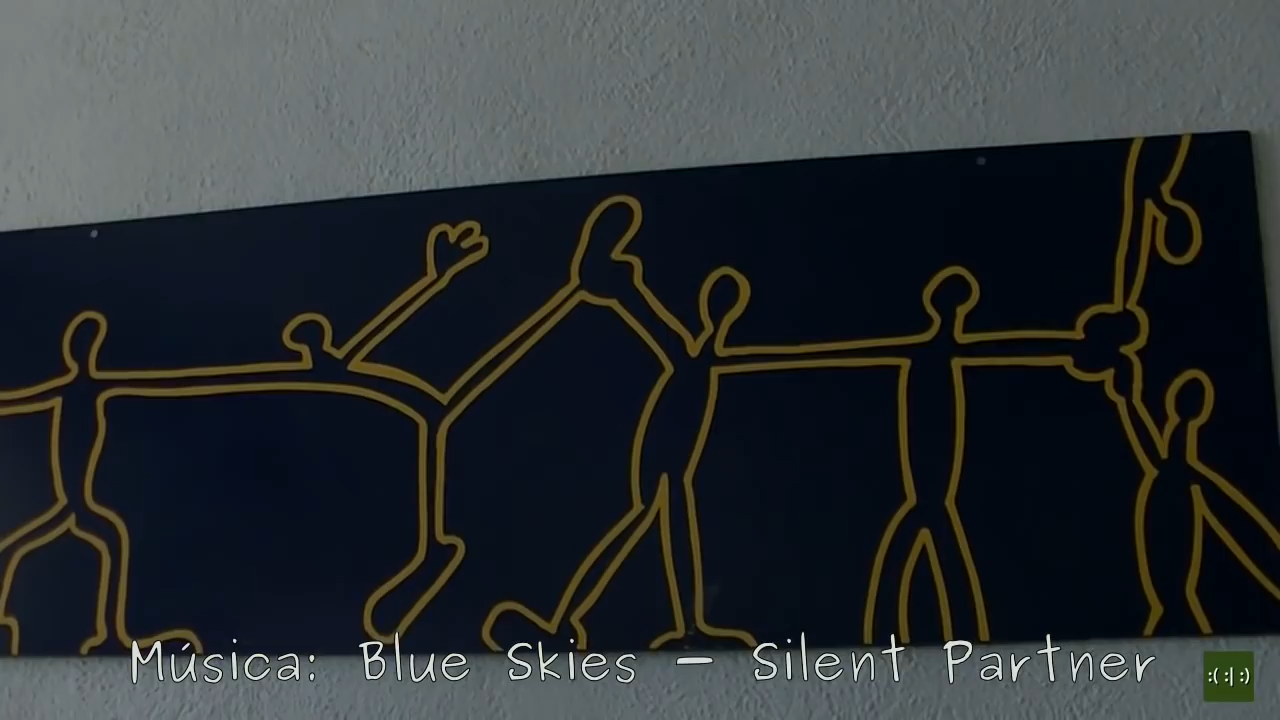 Música: Blue Skies – Silent Partner
:( :| :)